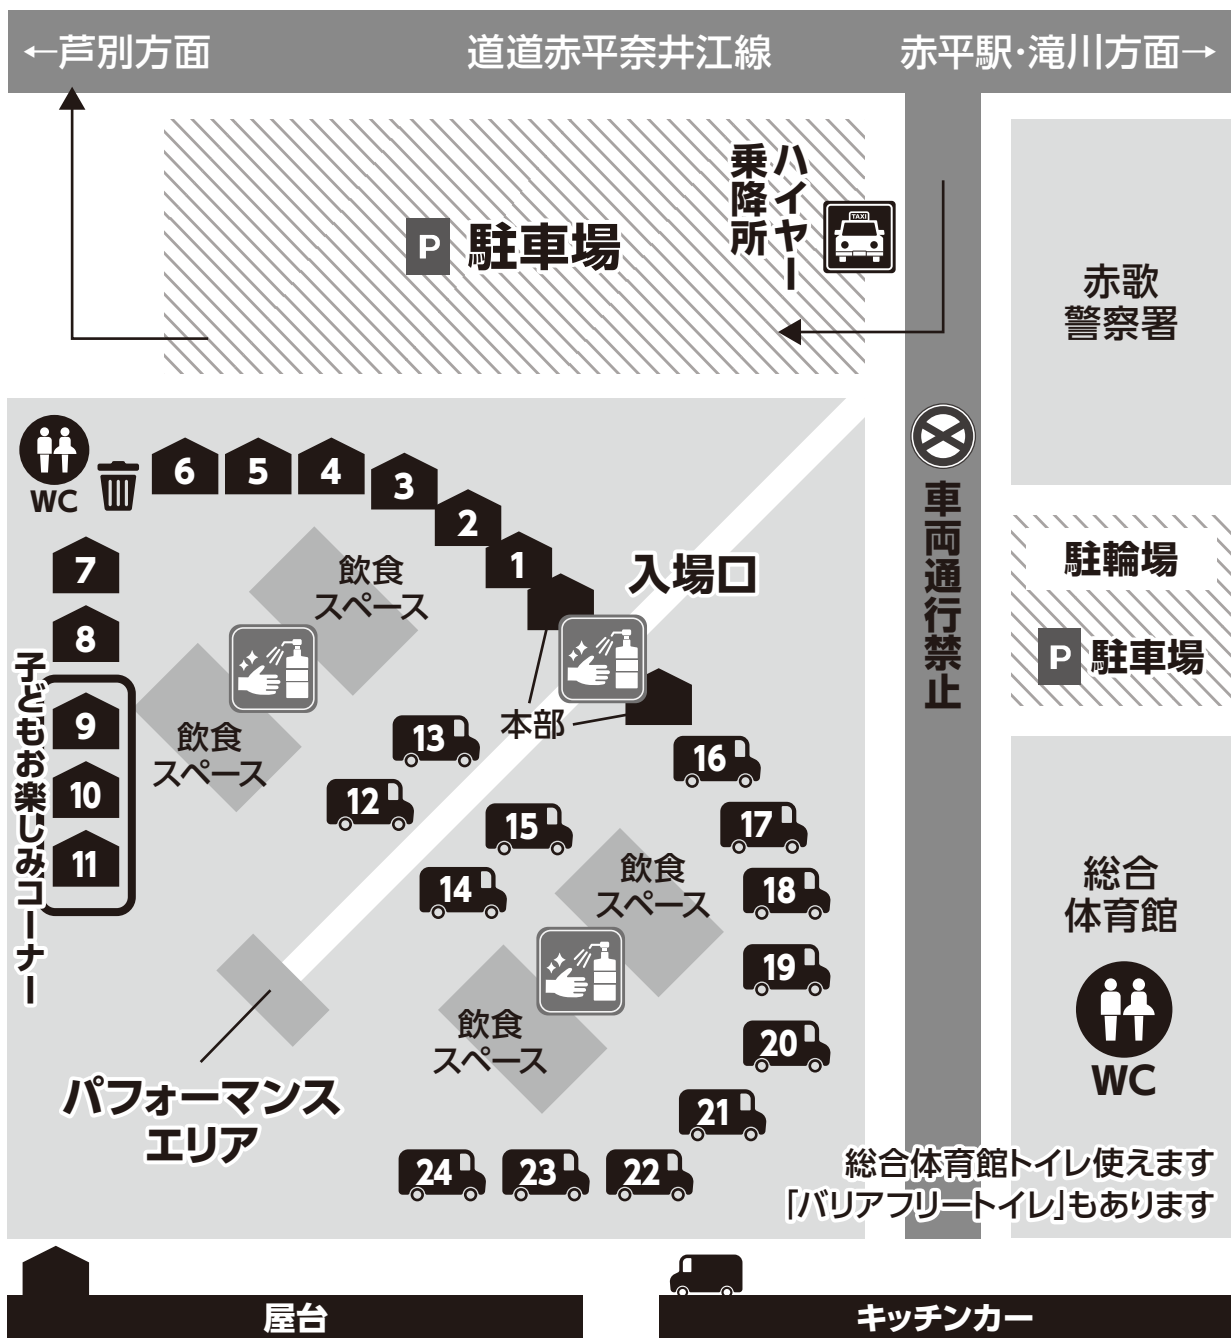 ←芦別方面
道道赤平奈井江線
赤平駅・滝川方面→
ハイヤー
乗降所
TAXI
P 駐車場
赤歌
警察署
WC
6
5
4
3
2
1
入場口
車両通行禁止
駐輪場
P 駐車場
7
8
飲食
スペース
子どもお楽しみコーナー
9
10
11
飲食
スペース
本部
13
12
15
14
16
17
18
19
20
21
22
23
24
飲食
スペース
飲食
スペース
パフォーマンス
エリア
総合
体育館
WC
総合体育館トイレ使えます
「バリアフリートイレ」もあります
屋台
キッチンカー